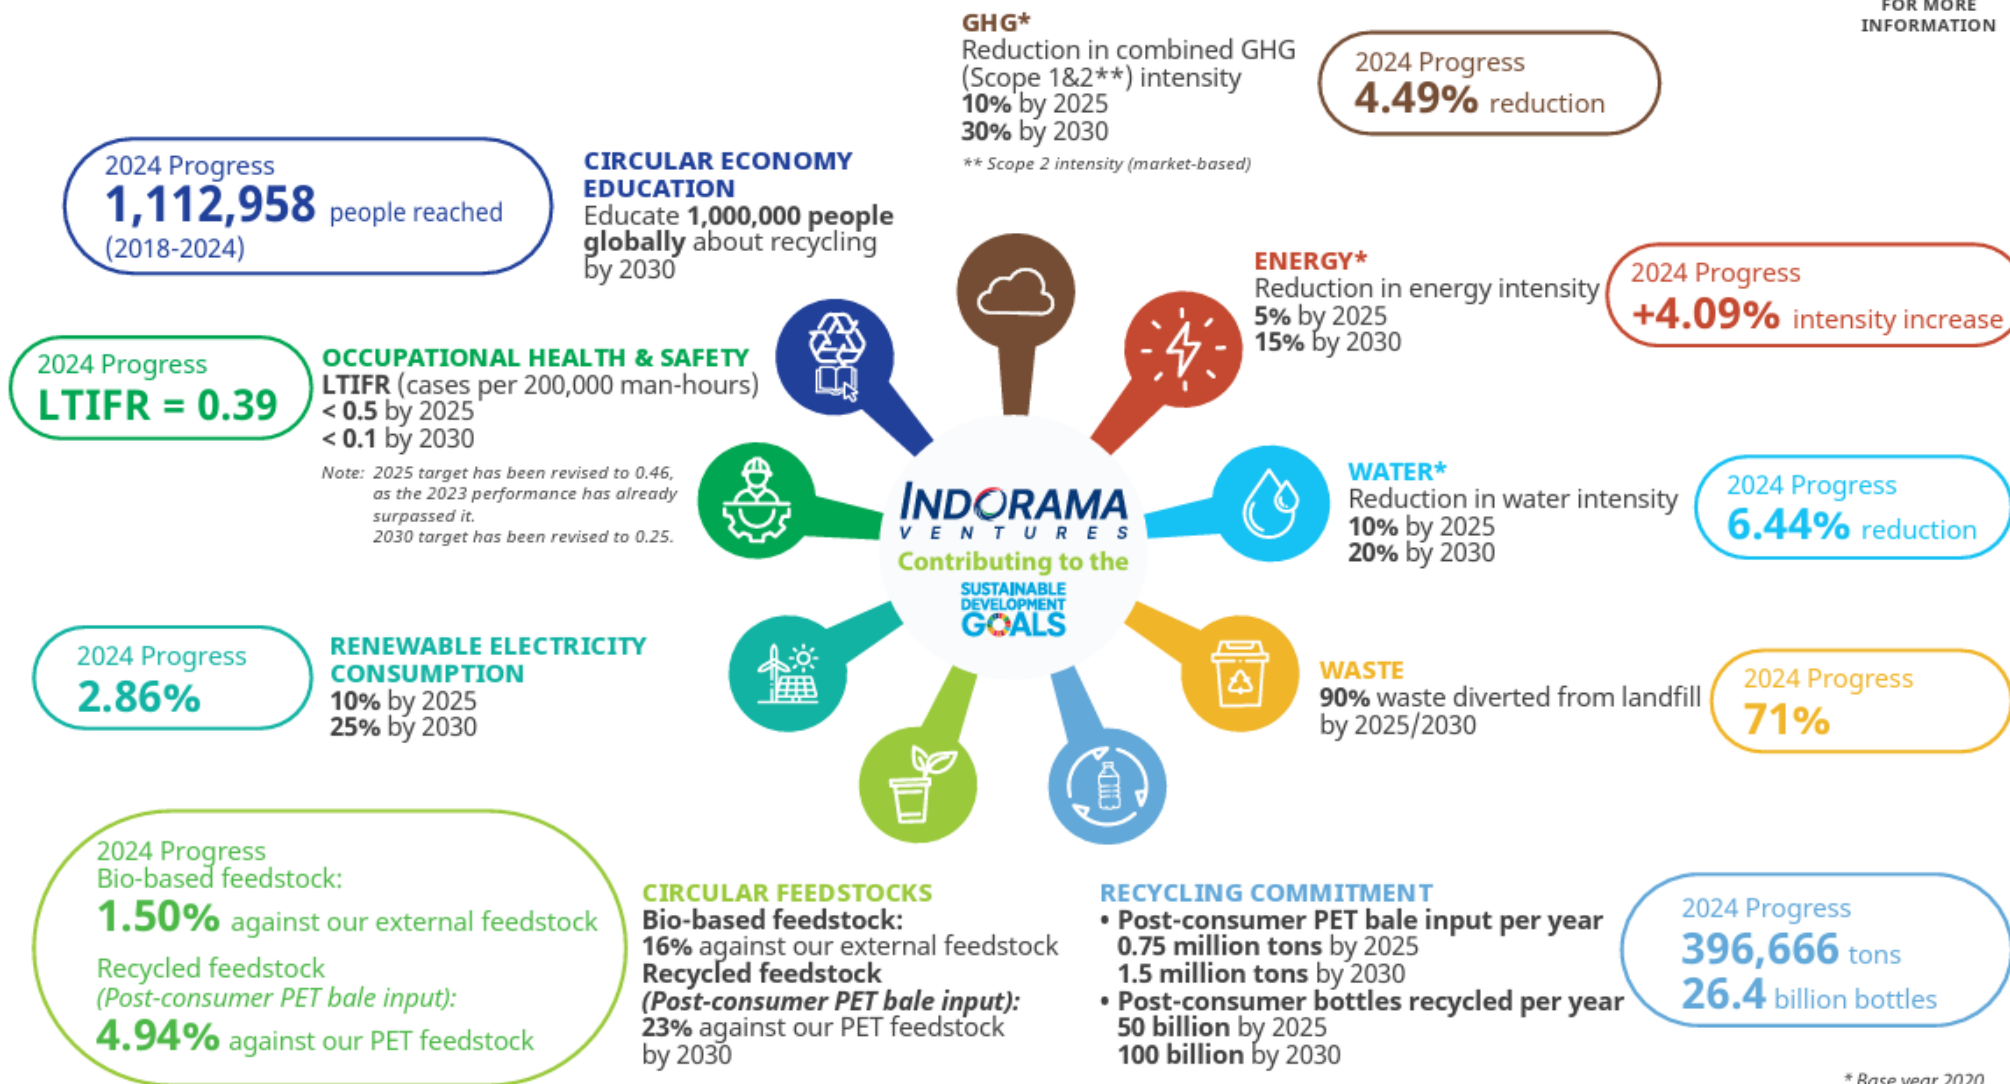 FOR MORE
INFORMATION
GHG*
Reduction in combined GHG
(Scope 1&2**) intensity
10% by 2025
30% by 2030
** Scope 2 intensity (market-based)
2024 Progress
4.49% reduction
2024 Progress
1,112,958 people reached
(2018-2024)
CIRCULAR ECONOMY
EDUCATION
Educate 1,000,000 people
globally about recycling
by 2030
ENERGY*
Reduction in energy intensity
5% by 2025
15% by 2030
2024 Progress
+4.09% intensity increase
2024 Progress
LTIFR = 0.39
OCCUPATIONAL HEALTH & SAFETY
LTIFR (cases per 200,000 man-hours)
< 0.5 by 2025
< 0.1 by 2030
Note: 2025 target has been revised to 0.46,
as the 2023 performance has already
surpassed it.
2030 target has been revised to 0.25.
INDORAMA
VENTURES
Contributing to the
SUSTAINABLE
DEVELOPMENT
GOALS
WATER*
Reduction in water intensity
10% by 2025
20% by 2030
2024 Progress
6.44% reduction
2024 Progress
2.86%
RENEWABLE ELECTRICITY
CONSUMPTION
10% by 2025
25% by 2030
WASTE
90% waste diverted from landfill
by 2025/2030
2024 Progress
71%
2024 Progress
Bio-based feedstock:
1.50% against our external feedstock
Recycled feedstock
(Post-consumer PET bale input):
4.94% against our PET feedstock
CIRCULAR FEEDSTOCKS
Bio-based feedstock:
16% against our external feedstock
Recycled feedstock
(Post-consumer PET bale input):
23% against our PET feedstock
by 2030
RECYCLING COMMITMENT
• Post-consumer PET bale input per year
0.75 million tons by 2025
1.5 million tons by 2030
• Post-consumer bottles recycled per year
50 billion by 2025
100 billion by 2030
2024 Progress
396,666 tons
26.4 billion bottles
* Base year 2020